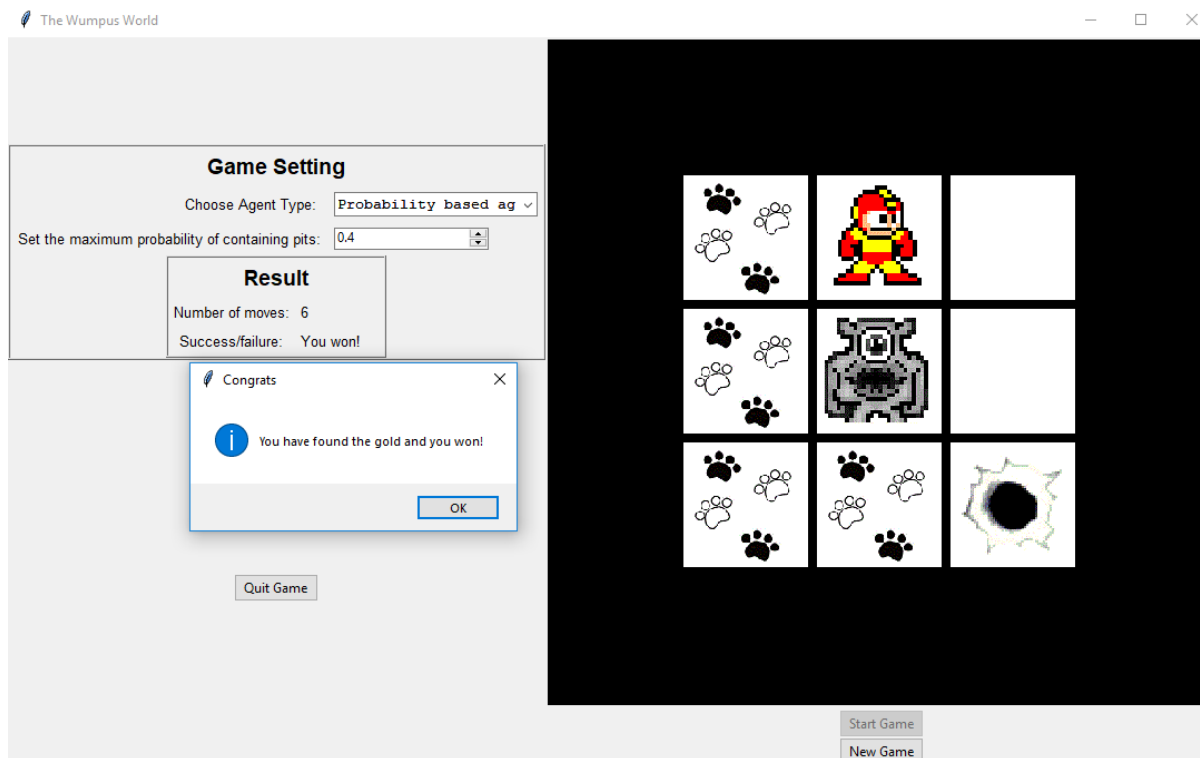 The Wumpus World
Game Setting
Choose Agent Type: Probability based ag
Set the maximum probability of containing pits: 0.4
Result
Number of moves: 6
Success/failure: You won!
Congrats
You have found the gold and you won!
OK
Quit Game
Start Game
New Game